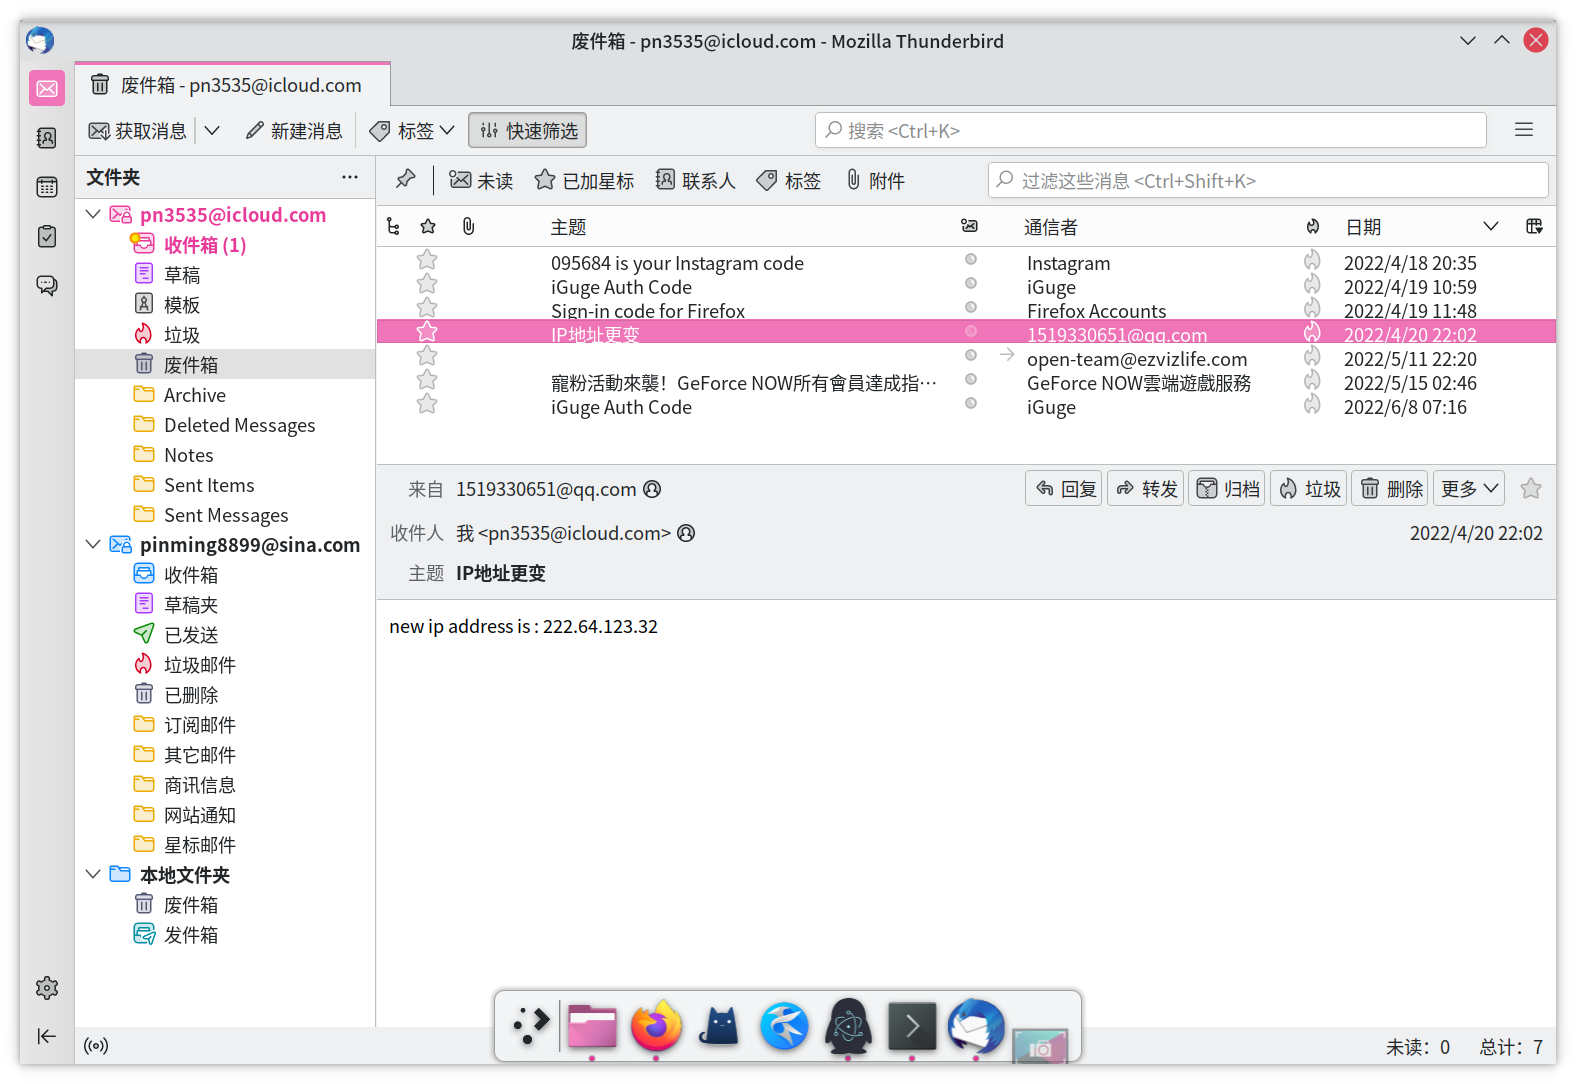 废件箱 - pn3535@icloud.com - Mozilla Thunderbird
废件箱 - pn3535@icloud.com
获取消息 新建消息 标签 快速筛选 搜索 <Ctrl+K>
文件夹
未读 已加星标 联系人 标签 附件 过滤这些消息 <Ctrl+Shift+K>
pn3535@icloud.com
收件箱 (1)
草稿
模板
垃圾
废件箱
Archive
Deleted Messages
Notes
Sent Items
Sent Messages
pinming8899@sina.com
收件箱
草稿夹
已发送
垃圾邮件
已删除
订阅邮件
其它邮件
商讯信息
网站通知
星标邮件
本地文件夹
废件箱
发件箱
主题 通信者 日期
095684 is your Instagram code Instagram 2022/4/18 20:35
iGuge Auth Code iGuge 2022/4/19 10:59
Sign-in code for Firefox Firefox Accounts 2022/4/19 11:48
IP地址更变 1519330651@qq.com 2022/4/20 22:02
open-team@ezvizlife.com 2022/5/11 22:20
寵粉活動來襲！GeForce NOW所有會員達成指… GeForce NOW雲端遊戲服務 2022/5/15 02:46
iGuge Auth Code iGuge 2022/6/8 07:16
来自 1519330651@qq.com 回复 转发 归档 垃圾 删除 更多
收件人 我 <pn3535@icloud.com> 2022/4/20 22:02
主题 IP地址更变
new ip address is : 222.64.123.32
未读：0 总计：7